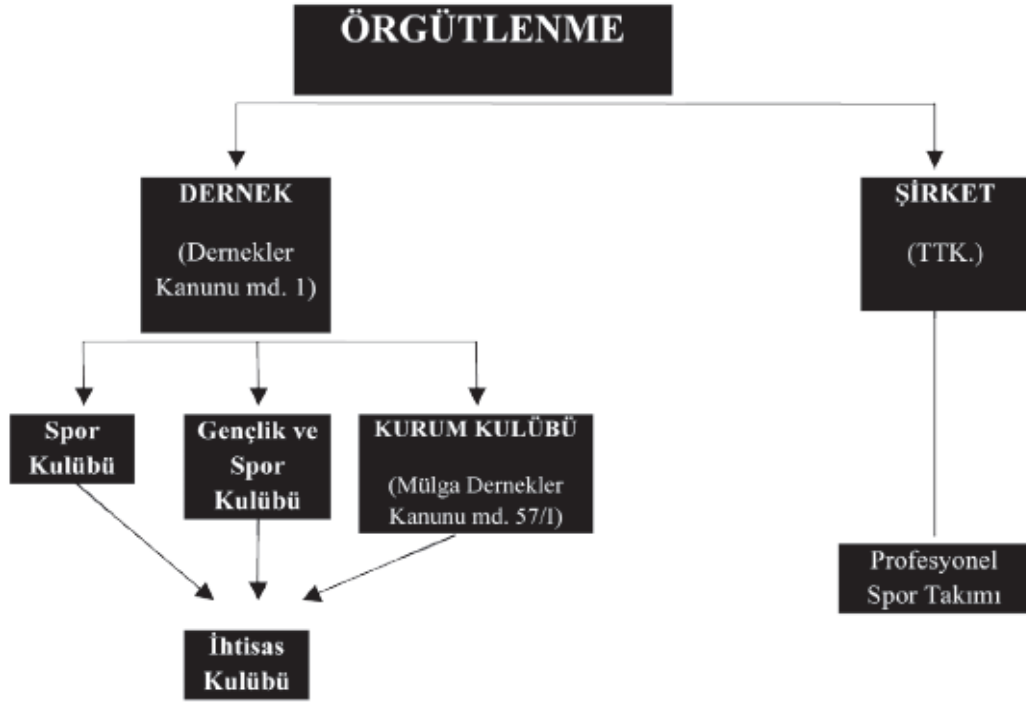 ÖRGÜTLENME
DERNEK
(Dernekler
Kanunu md. 1)
ŞİRKET
(TTK.)
Spor
Kulübü
Gençlik ve
Spor
Kulübü
KURUM KULÜBÜ
(Mülga Dernekler
Kanunu md. 57/I)
Profesyonel
Spor Takımı
İhtisas
Kulübü